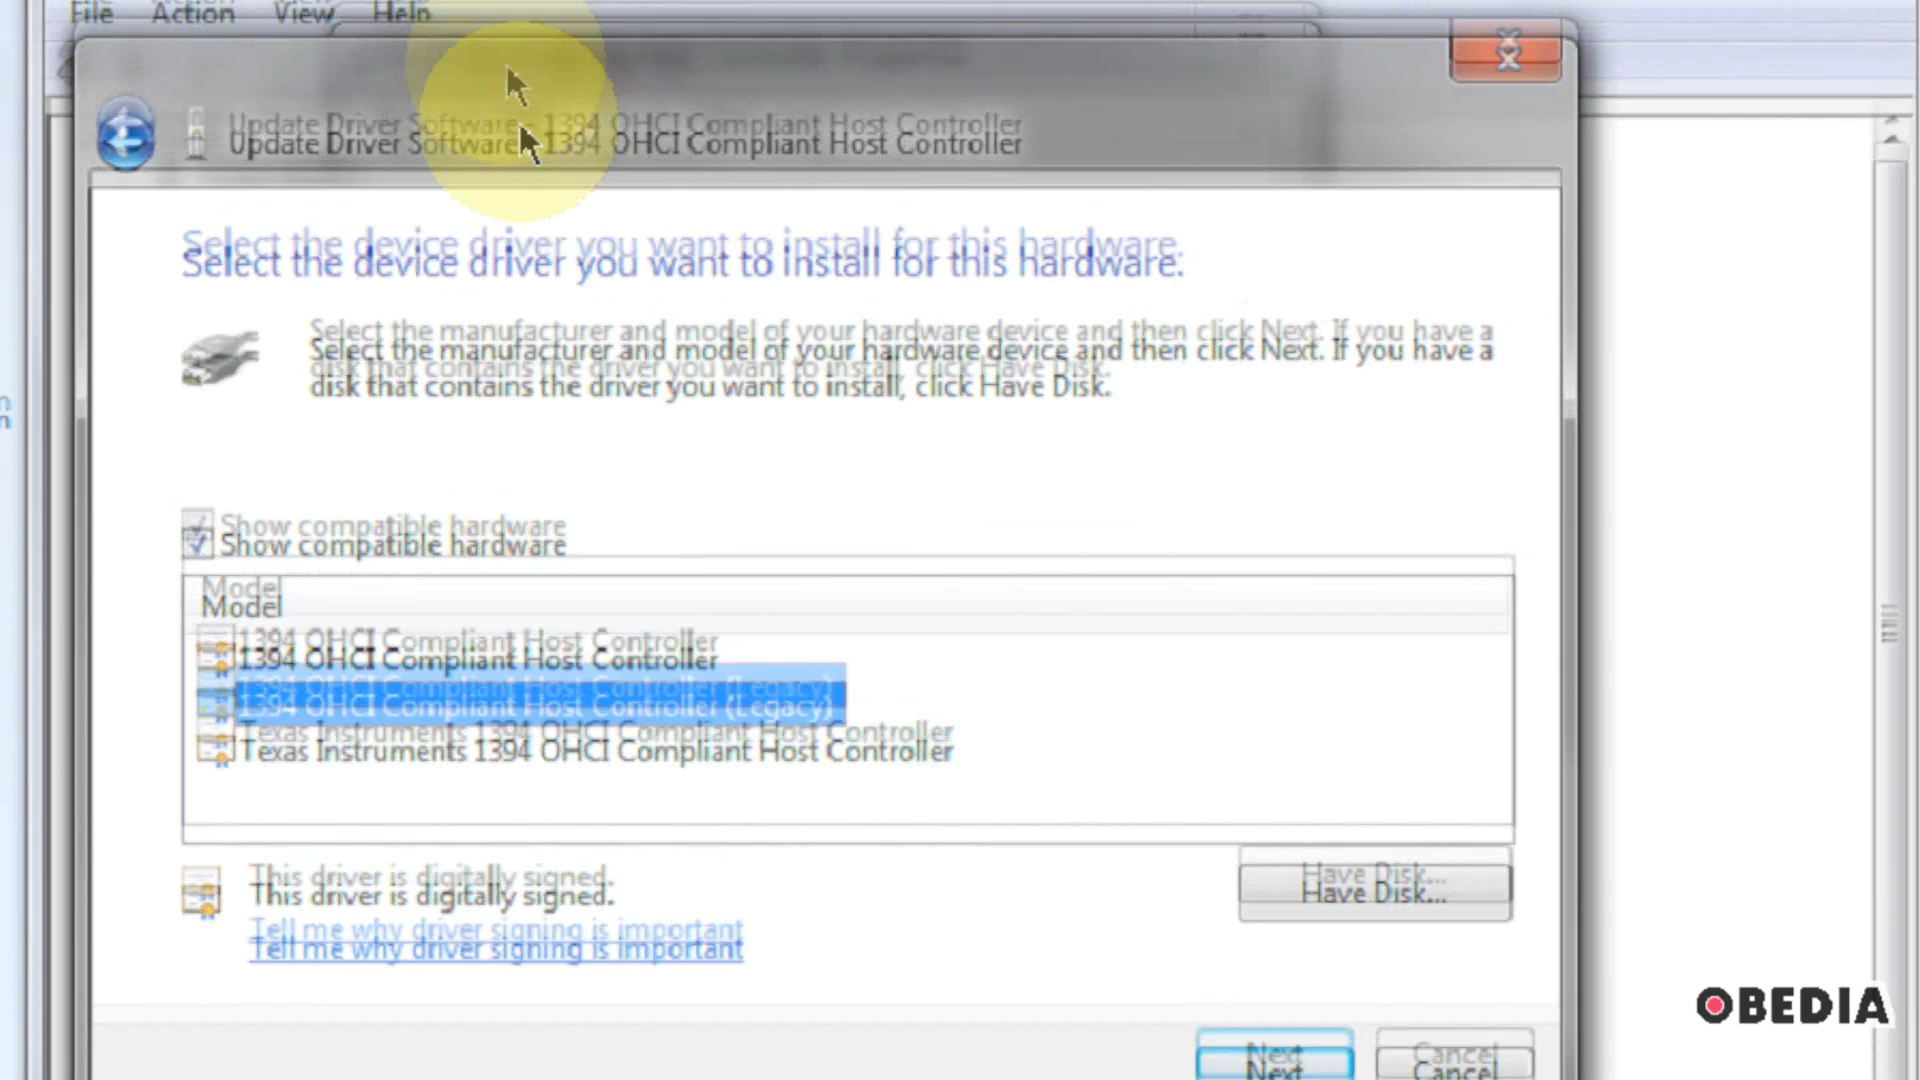 File Action View Help
Update Driver Software - 1394 OHCI Compliant Host Controller
Select the device driver you want to install for this hardware.
Select the manufacturer and model of your hardware device and then click Next. If you have a
disk that contains the driver you want to install, click Have Disk.
Show compatible hardware
Model
1394 OHCI Compliant Host Controller
1394 OHCI Compliant Host Controller (Legacy)
Texas Instruments 1394 OHCI Compliant Host Controller
This driver is digitally signed.
Have Disk...
Tell me why driver signing is important
Next Cancel
OBEDIA